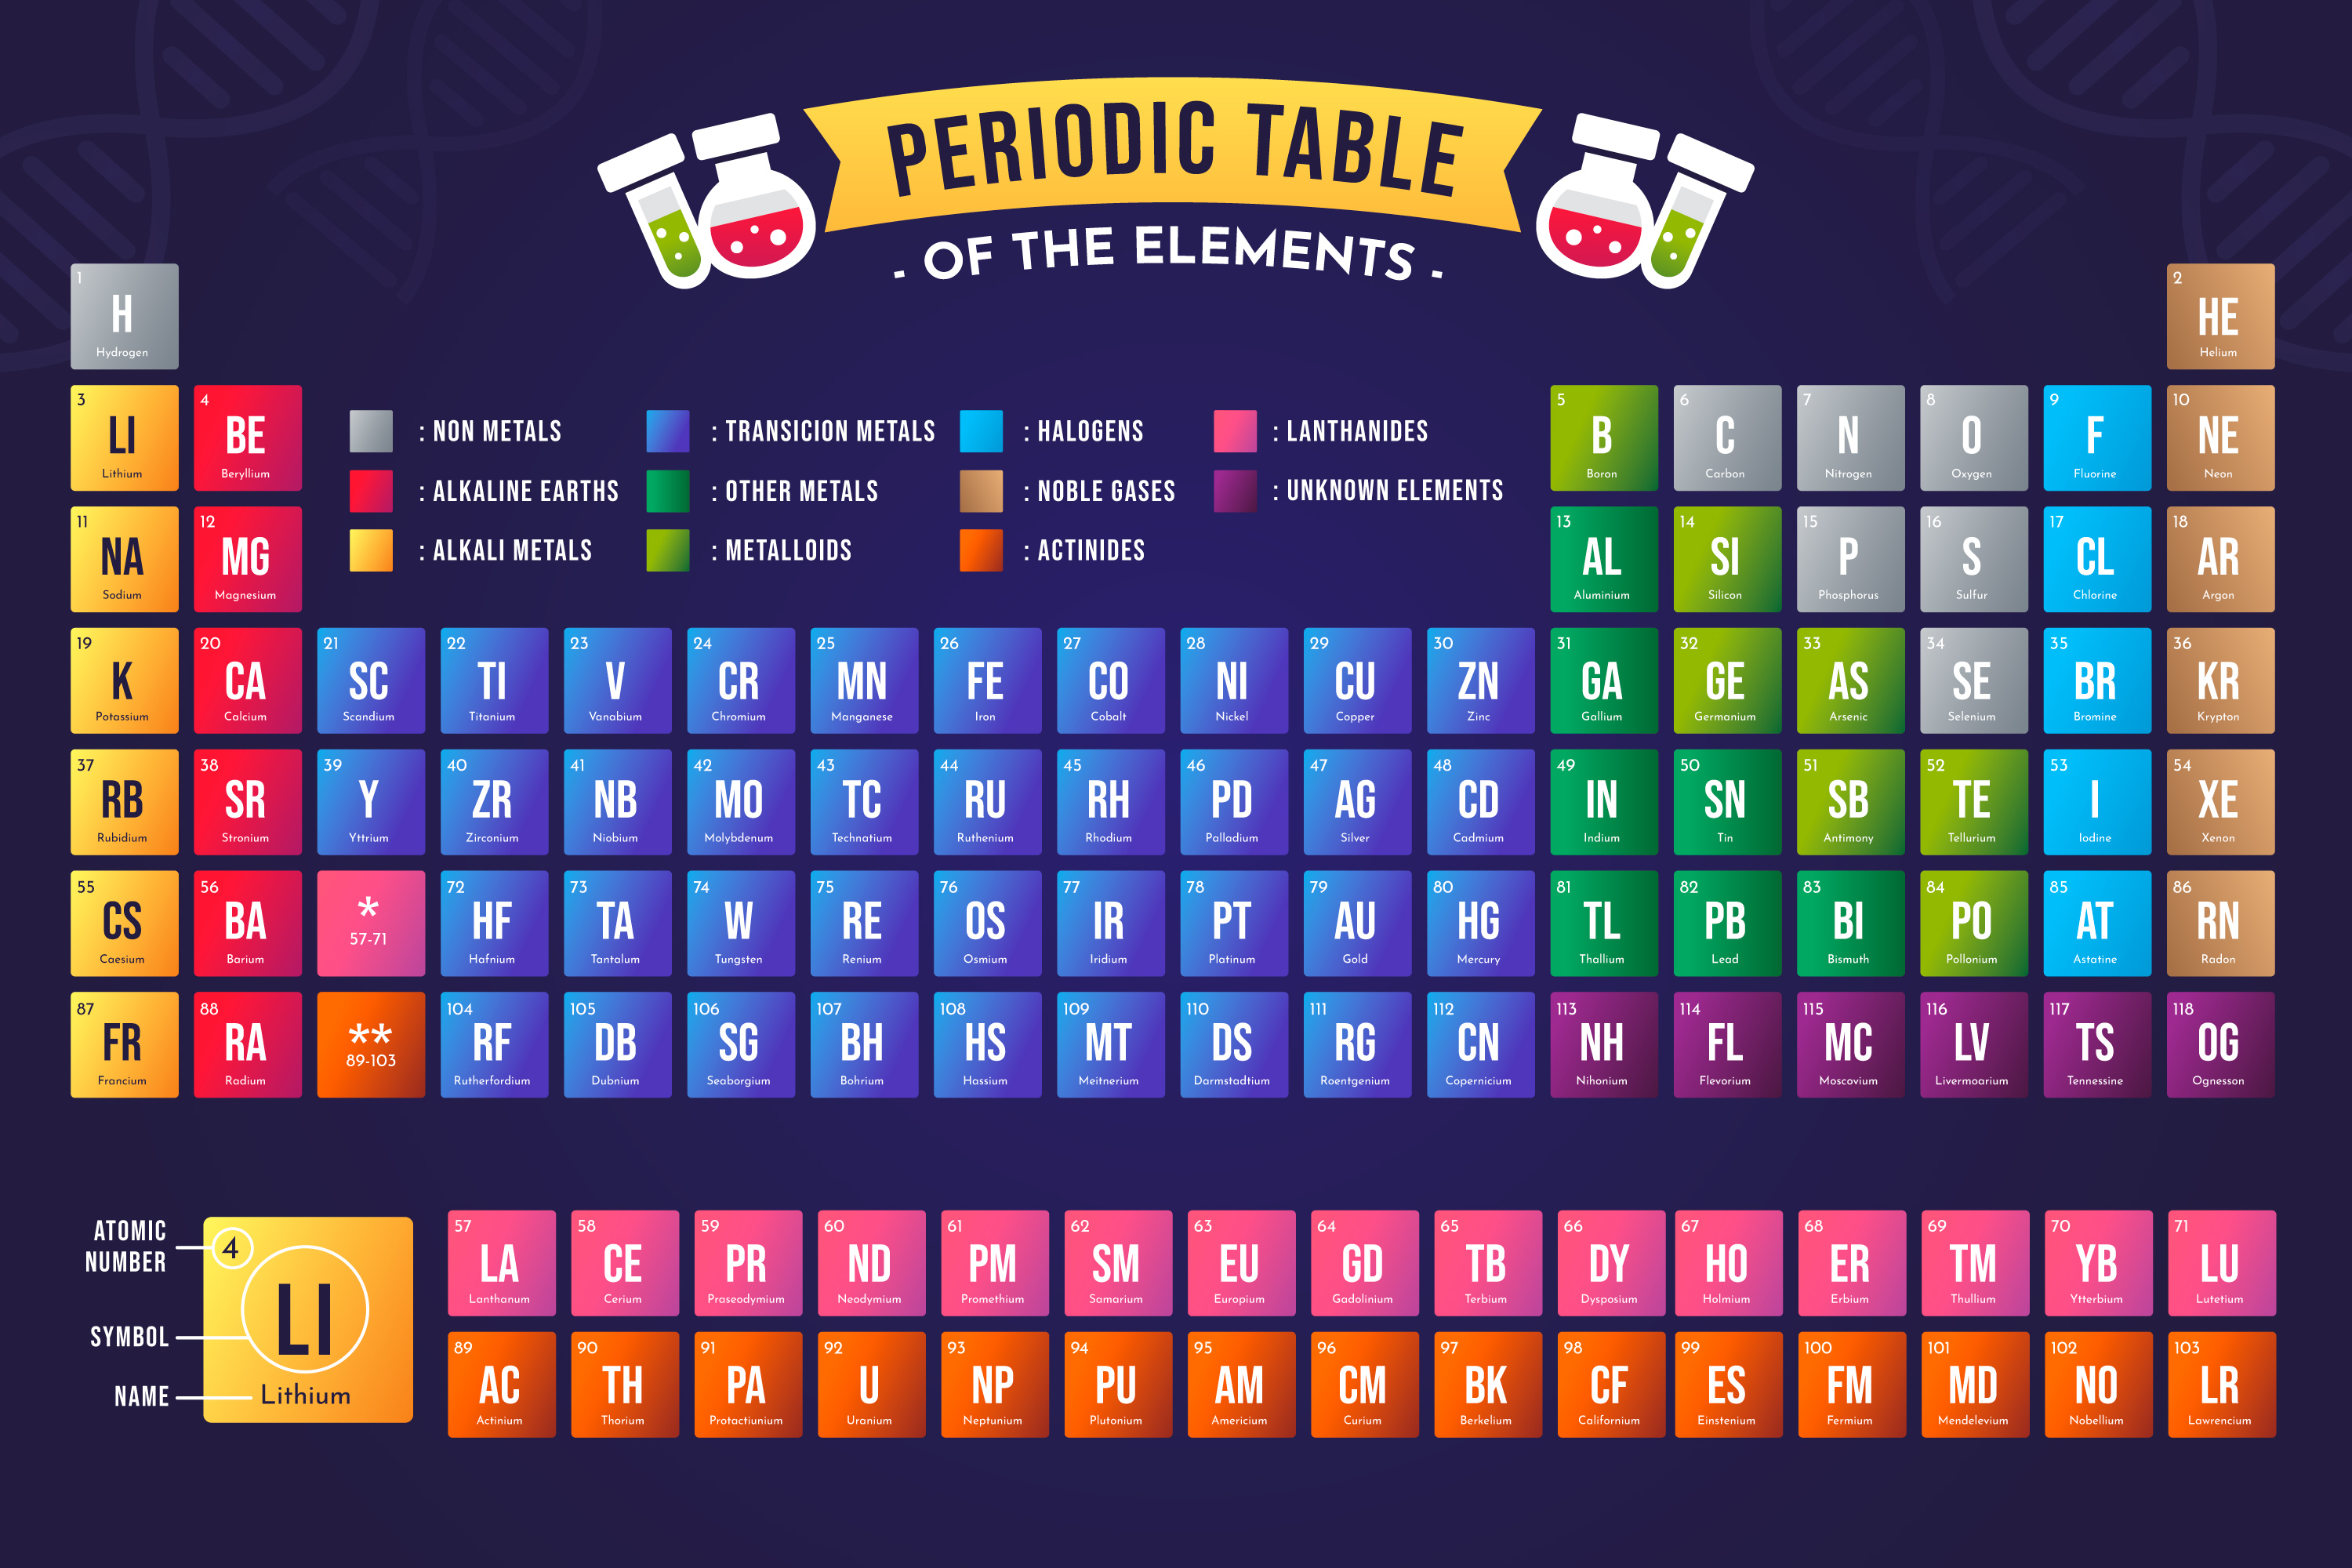 PERIODIC TABLE
- OF THE ELEMENTS -
1
H
Hydrogen
2
HE
Helium
3
LI
Lithium
4
BE
Beryllium
: NON METALS
: TRANSICION METALS
: HALOGENS
: LANTHANIDES
: ALKALINE EARTHS
: OTHER METALS
: NOBLE GASES
: UNKNOWN ELEMENTS
: ALKALI METALS
: METALLOIDS
: ACTINIDES
5
B
Boron
6
C
Carbon
7
N
Nitrogen
8
O
Oxygen
9
F
Fluorine
10
NE
Neon
11
NA
Sodium
12
MG
Magnesium
13
AL
Aluminium
14
SI
Silicon
15
P
Phosphorus
16
S
Sulfur
17
CL
Chlorine
18
AR
Argon
19
K
Potassium
20
CA
Calcium
21
SC
Scandium
22
TI
Titanium
23
V
Vanabium
24
CR
Chromium
25
MN
Manganese
26
FE
Iron
27
CO
Cobalt
28
NI
Nickel
29
CU
Copper
30
ZN
Zinc
31
GA
Gallium
32
GE
Germanium
33
AS
Arsenic
34
SE
Selenium
35
BR
Bromine
36
KR
Krypton
37
RB
Rubidium
38
SR
Stronium
39
Y
Yttrium
40
ZR
Zirconium
41
NB
Niobium
42
MO
Molybdenum
43
TC
Technatium
44
RU
Ruthenium
45
RH
Rhodium
46
PD
Palladium
47
AG
Silver
48
CD
Cadmium
49
IN
Indium
50
SN
Tin
51
SB
Antimony
52
TE
Tellurium
53
I
Iodine
54
XE
Xenon
55
CS
Caesium
56
BA
Barium
*
57-71
72
HF
Hafnium
73
TA
Tantalum
74
W
Tungsten
75
RE
Renium
76
OS
Osmium
77
IR
Iridium
78
PT
Platinum
79
AU
Gold
80
HG
Mercury
81
TL
Thallium
82
PB
Lead
83
BI
Bismuth
84
PO
Pollonium
85
AT
Astatine
86
RN
Radon
87
FR
Francium
88
RA
Radium
**
89-103
104
RF
Rutherfordium
105
DB
Dubnium
106
SG
Seaborgium
107
BH
Bohrium
108
HS
Hassium
109
MT
Meitnerium
110
DS
Darmstadtium
111
RG
Roentgenium
112
CN
Copernicium
113
NH
Nihonium
114
FL
Flevorium
115
MC
Moscovium
116
LV
Livermoarium
117
TS
Tennessine
118
OG
Ognesson
ATOMIC
NUMBER
4
LI
SYMBOL
NAME
Lithium
57
LA
Lanthanum
58
CE
Cerium
59
PR
Praseodymium
60
ND
Neodymium
61
PM
Promethium
62
SM
Samarium
63
EU
Europium
64
GD
Gadolinium
65
TB
Terbium
66
DY
Dysposium
67
HO
Holmium
68
ER
Erbium
69
TM
Thullium
70
YB
Ytterbium
71
LU
Lutetium
89
AC
Actinium
90
TH
Thorium
91
PA
Protactiunium
92
U
Uranium
93
NP
Neptunium
94
PU
Plutonium
95
AM
Americium
96
CM
Curium
97
BK
Berkelium
98
CF
Californium
99
ES
Einstenium
100
FM
Fermium
101
MD
Mendelevium
102
NO
Nobellium
103
LR
Lawrencium